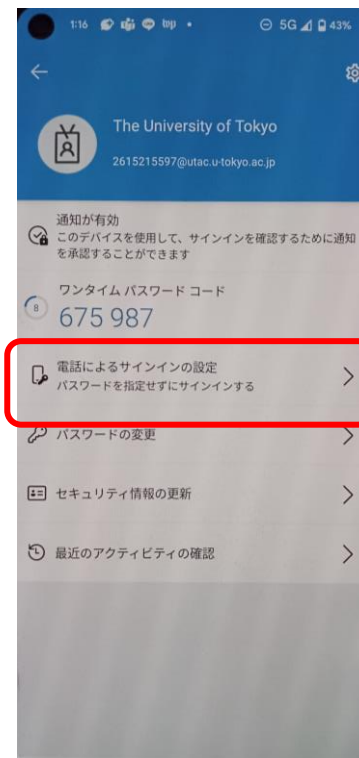 1:16
5G 43%
The University of Tokyo
2615215597@utac.u-tokyo.ac.jp
通知が有効
このデバイスを使用して、サインインを確認するために通知
を承認することができます
ワンタイム パスワード コード
8
675 987
電話によるサインインの設定
パスワードを指定せずにサインインする
パスワードの変更
セキュリティ情報の更新
最近のアクティビティの確認